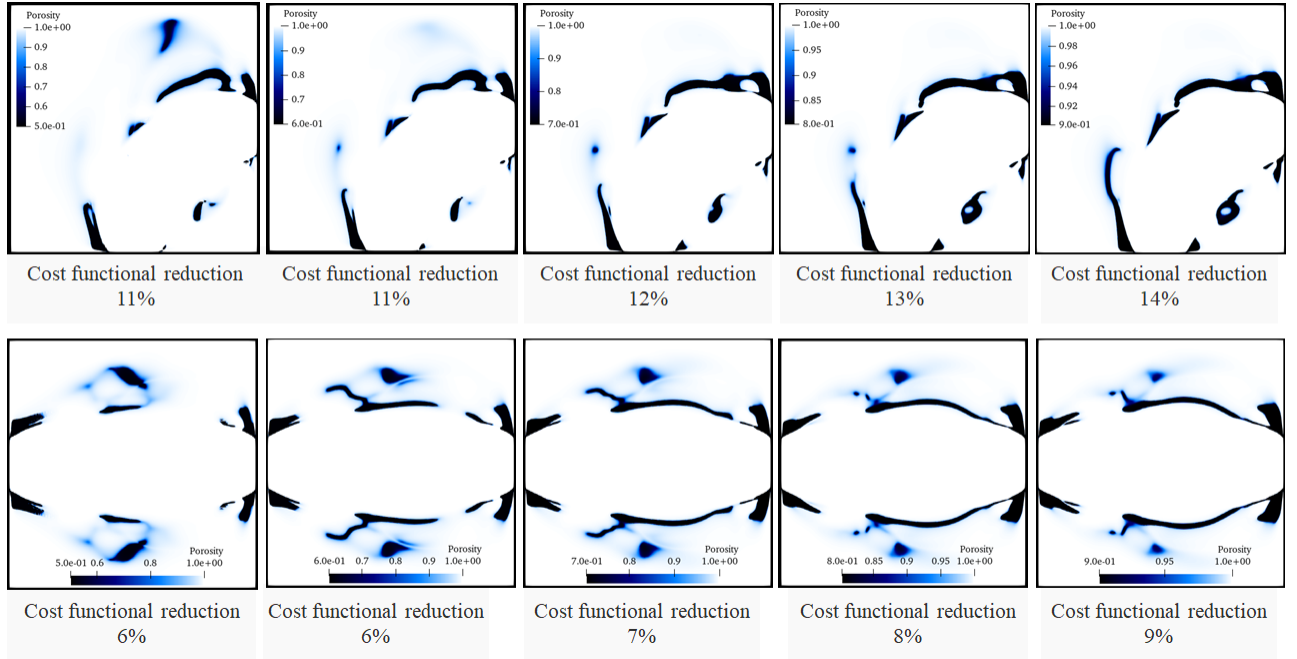 Porosity
1.0e+00
0.9
0.8
0.7
0.6
5.0e-01
Cost functional reduction
11%
Porosity
1.0e+00
0.9
0.8
0.7
6.0e-01
Cost functional reduction
11%
Porosity
1.0e+00
0.9
0.8
7.0e-01
Cost functional reduction
12%
Porosity
1.0e+00
0.95
0.9
0.85
8.0e-01
Cost functional reduction
13%
Porosity
1.0e+00
0.98
0.96
0.94
0.92
9.0e-01
Cost functional reduction
14%
Porosity
5.0e-01 0.6 0.8 1.0e+00
Cost functional reduction
6%
Porosity
6.0e-01 0.7 0.8 0.9 1.0e+00
Cost functional reduction
6%
Porosity
7.0e-01 0.8 0.9 1.0e+00
Cost functional reduction
7%
Porosity
8.0e-01 0.85 0.9 0.95 1.0e+00
Cost functional reduction
8%
Porosity
9.0e-01 0.95 1.0e+00
Cost functional reduction
9%